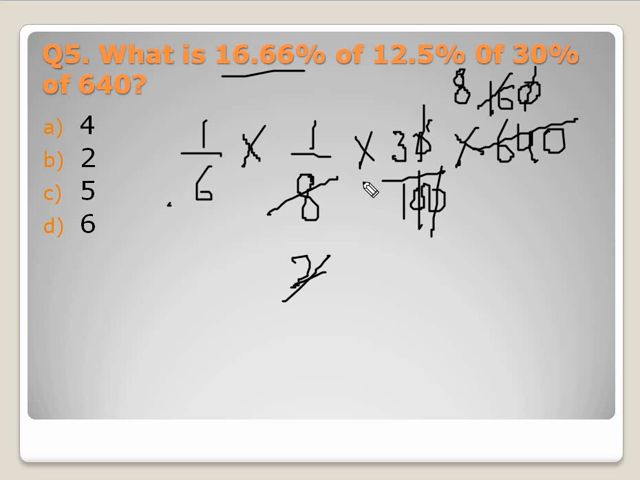 Q5. What is 16.66% of 12.5% 0f 30%
of 640?
8 160
a) 4
b) 2
c) 5
d) 6
1 × 1 × 30 × 640
6 8 100
2